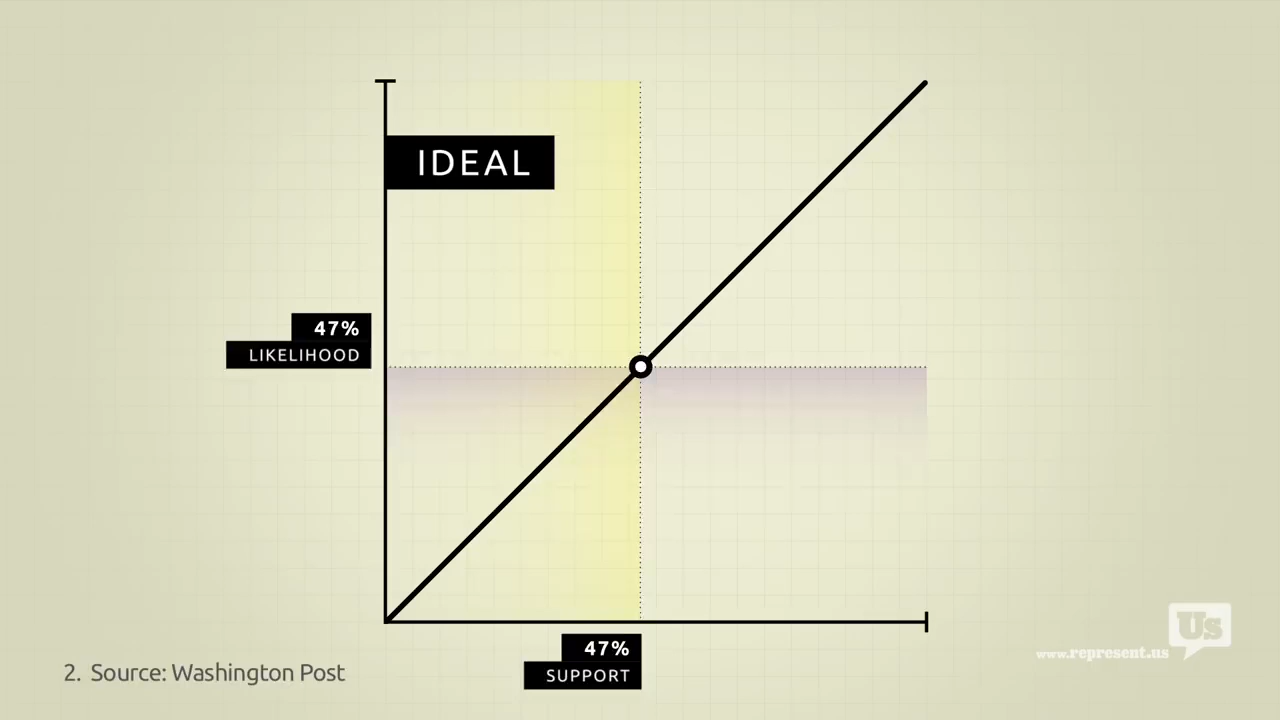 IDEAL
47%
LIKELIHOOD
47%
SUPPORT
2. Source: Washington Post
www.represent.us
Us